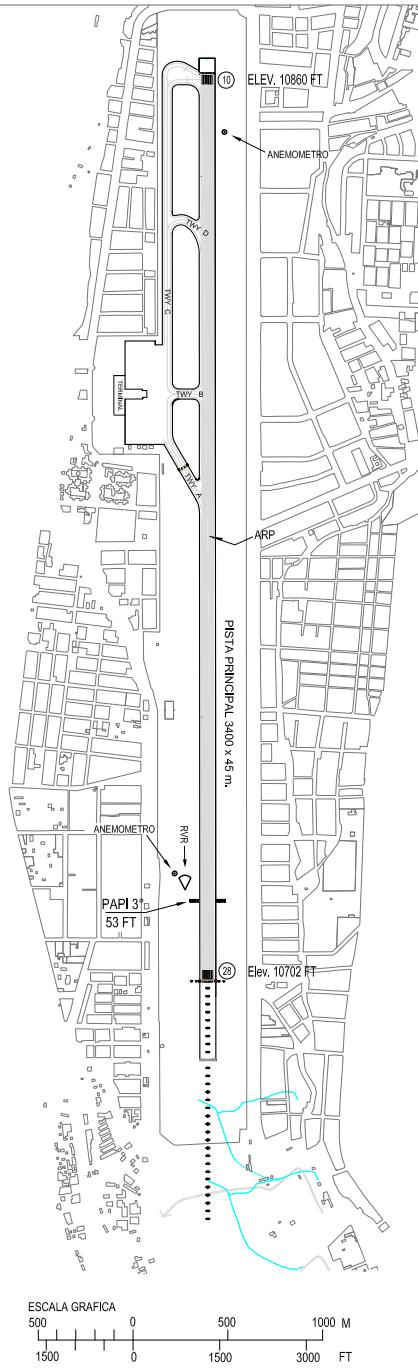 10
ELEV. 10860 FT
ANEMOMETRO
TWY D
TWY C
TERMINAL
TWY B
TWY A
ARP
PISTA PRINCIPAL 3400 x 45 m.
ANEMOMETRO
RVR
PAPI 3°
53 FT
28
Elev. 10702 FT
ESCALA GRAFICA
500 0 500 1000 M
1500 0 1500 3000 FT